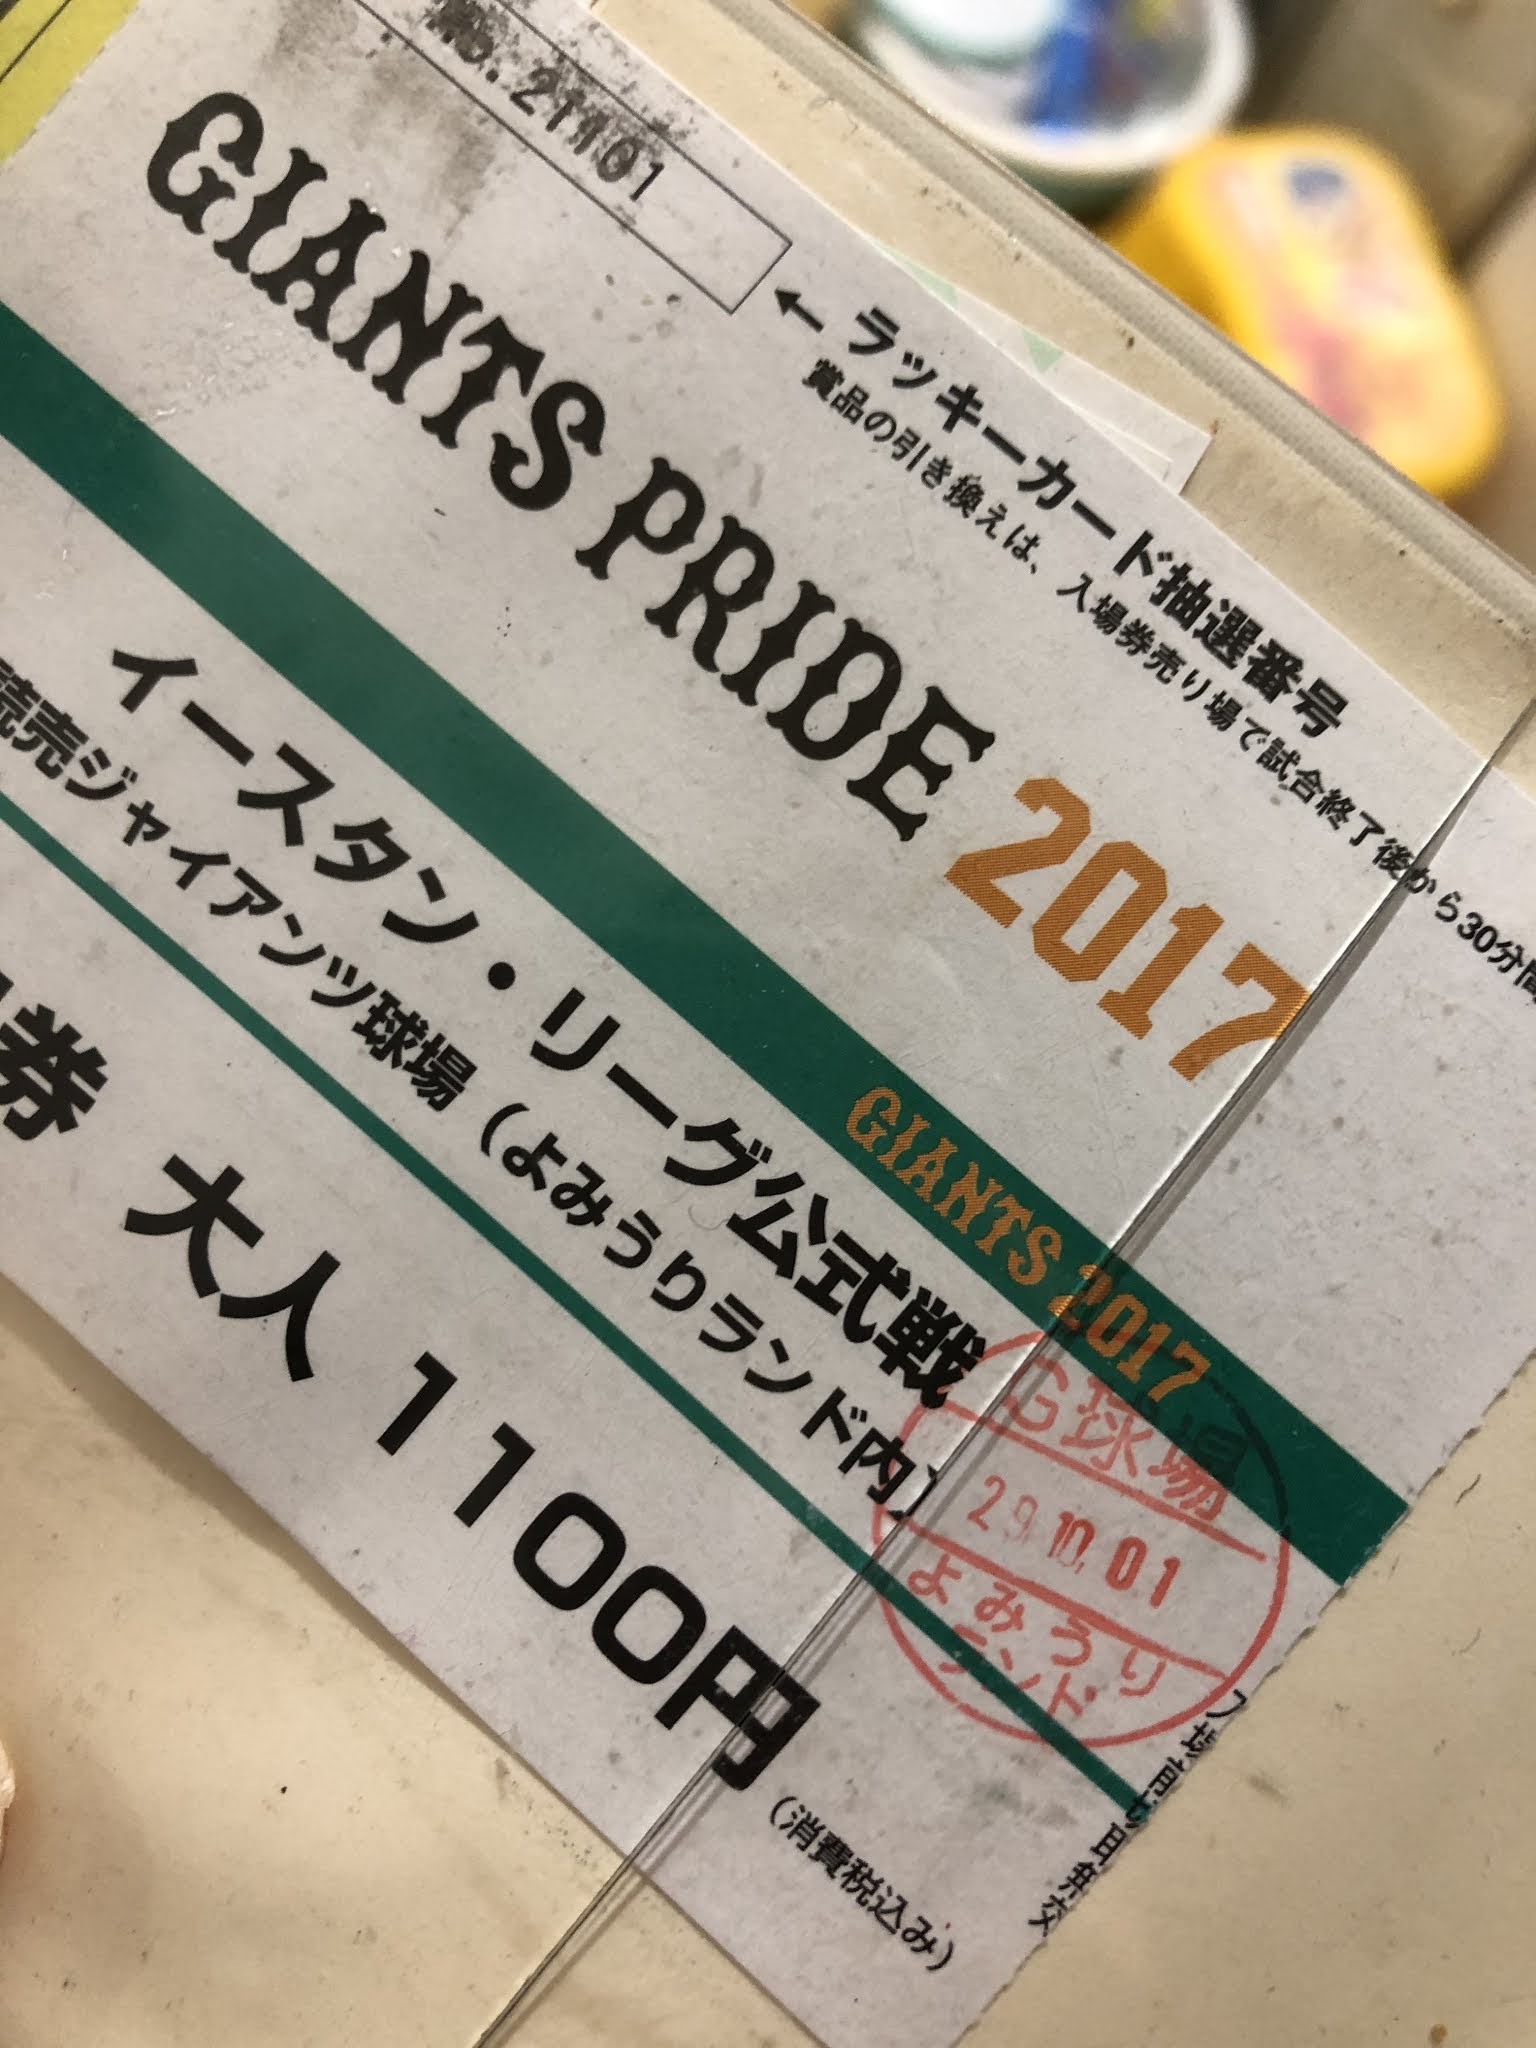 ←ラッキーカード抽選番号
賞品の引き換えは、入場券売り場で試合終了後から30分間
GIANTS PRIDE 2017
GIANTS 2017
イースタン・リーグ公式戦
読売ジャイアンツ球場(よみうりランド内)
券 大人 1100円
(消費税込み)
G球場
29.10.01
よみうり
ランド